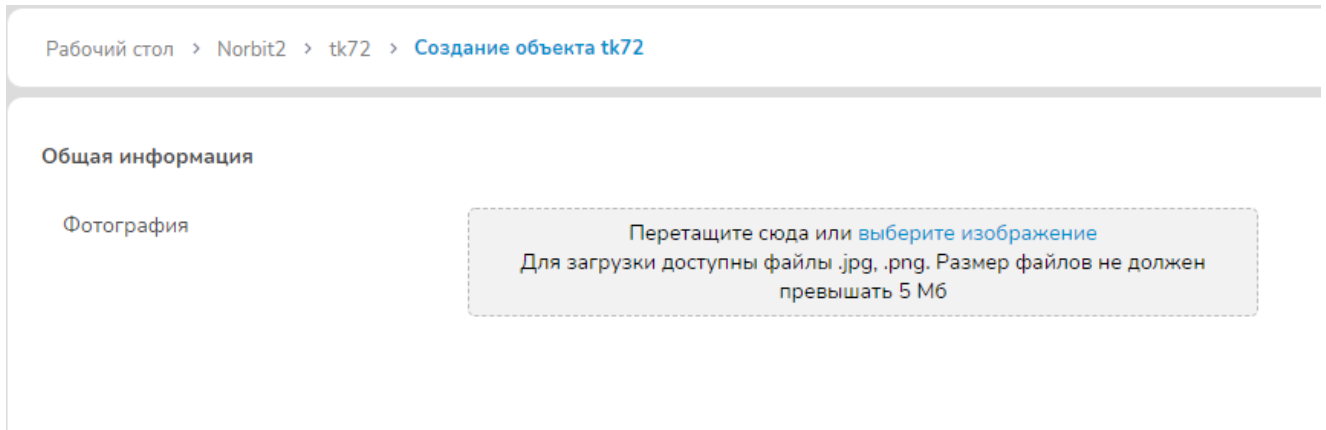 Рабочий стол > Norbit2 > tk72 > Создание объекта tk72
Общая информация
Фотография
Перетащите сюда или выберите изображение
Для загрузки доступны файлы .jpg, .png. Размер файлов не должен
превышать 5 Мб